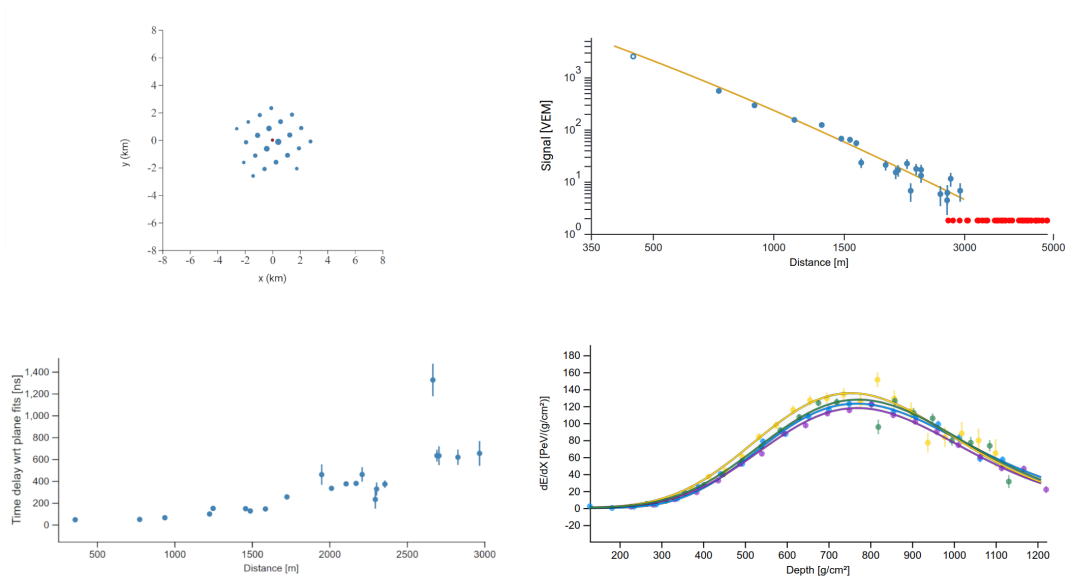 8
6
4
2
0
-2
-4
-6
-8
-8 -6 -4 -2 0 2 4 6 8
y (km)
x (km)
10³
10²
10¹
10⁰
350 500 1000 1500 3000 5000
Signal [VEM]
Distance [m]
1,400
1,200
1,000
800
600
400
200
0
500 1000 1500 2000 2500 3000
Time delay wrt plane fits [ns]
Distance [m]
180
160
140
120
100
80
60
40
20
0
-20
200 300 400 500 600 700 800 900 1000 1100 1200
dE/dX [PeV/(g/cm²)]
Depth [g/cm²]